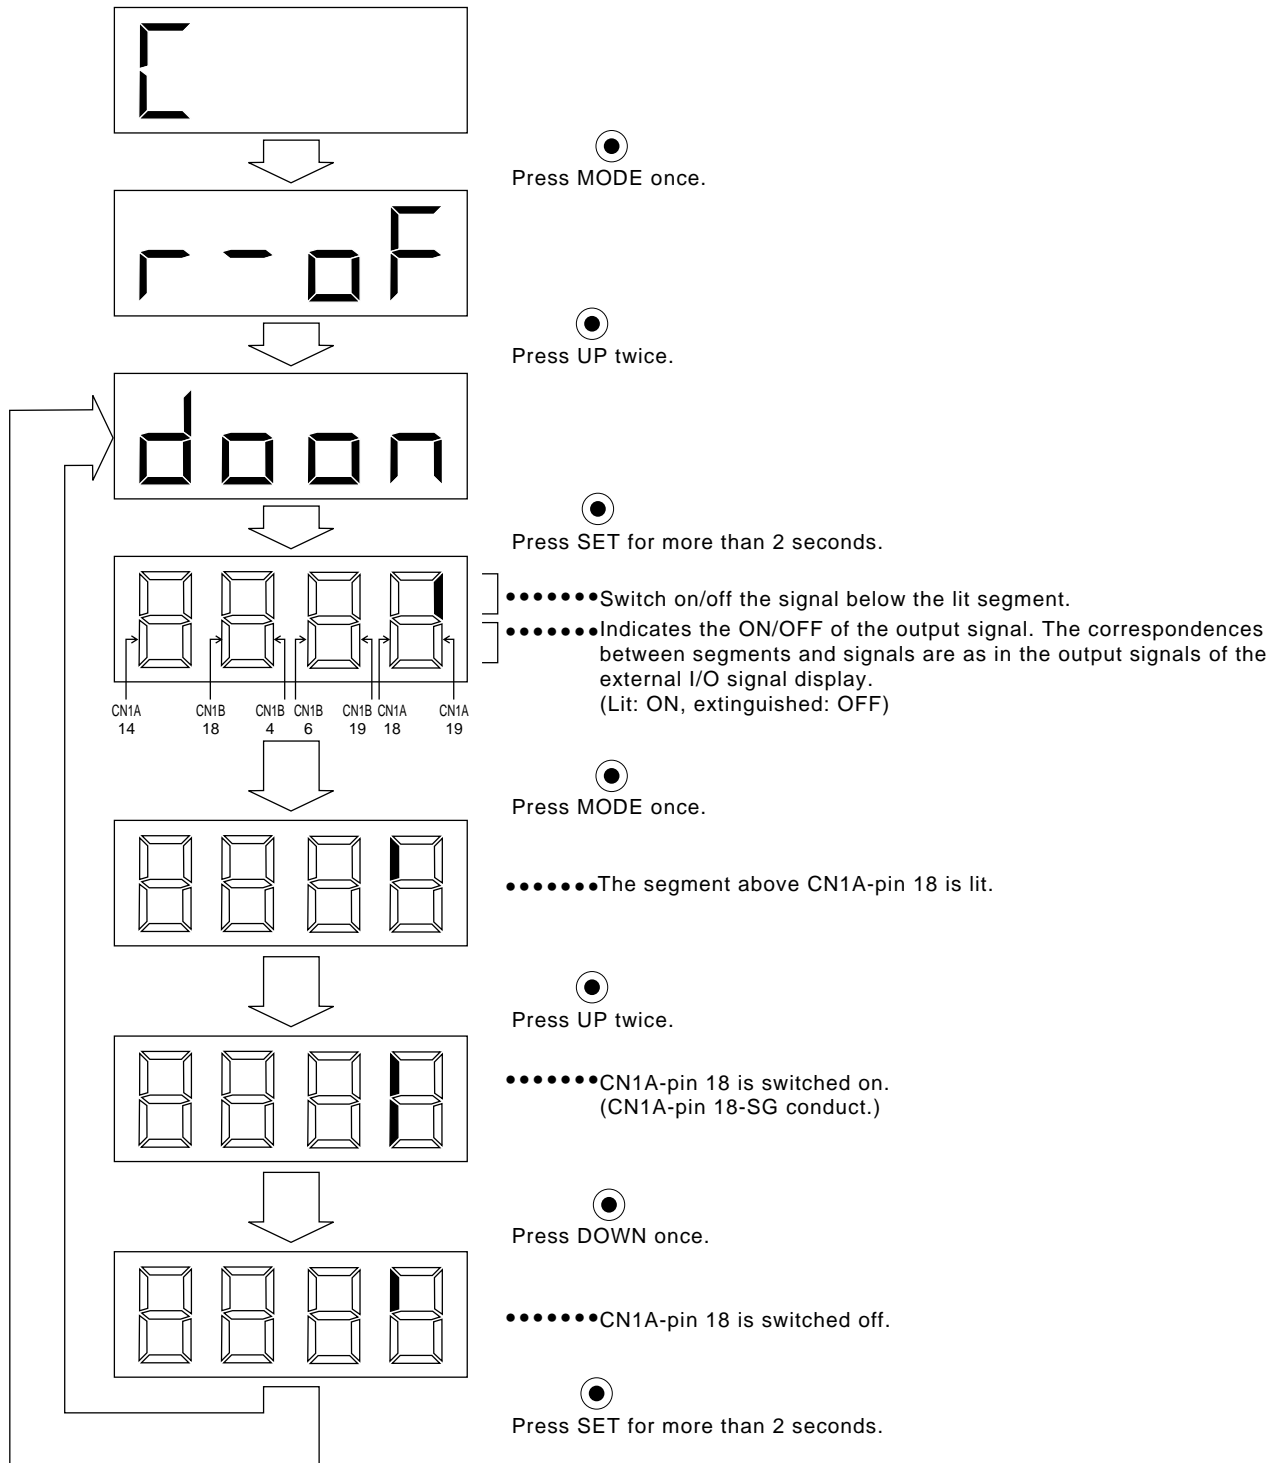 C
Press MODE once.
r-oF
Press UP twice.
doon
Press SET for more than 2 seconds.
•••••••Switch on/off the signal below the lit segment.
•••••••Indicates the ON/OFF of the output signal. The correspondences
between segments and signals are as in the output signals of the
external I/O signal display.
(Lit: ON, extinguished: OFF)
CN1A CN1B CN1B CN1B CN1B CN1A CN1A
14 18 4 6 19 18 19
Press MODE once.
•••••••The segment above CN1A-pin 18 is lit.
Press UP twice.
•••••••CN1A-pin 18 is switched on.
(CN1A-pin 18-SG conduct.)
Press DOWN once.
•••••••CN1A-pin 18 is switched off.
Press SET for more than 2 seconds.